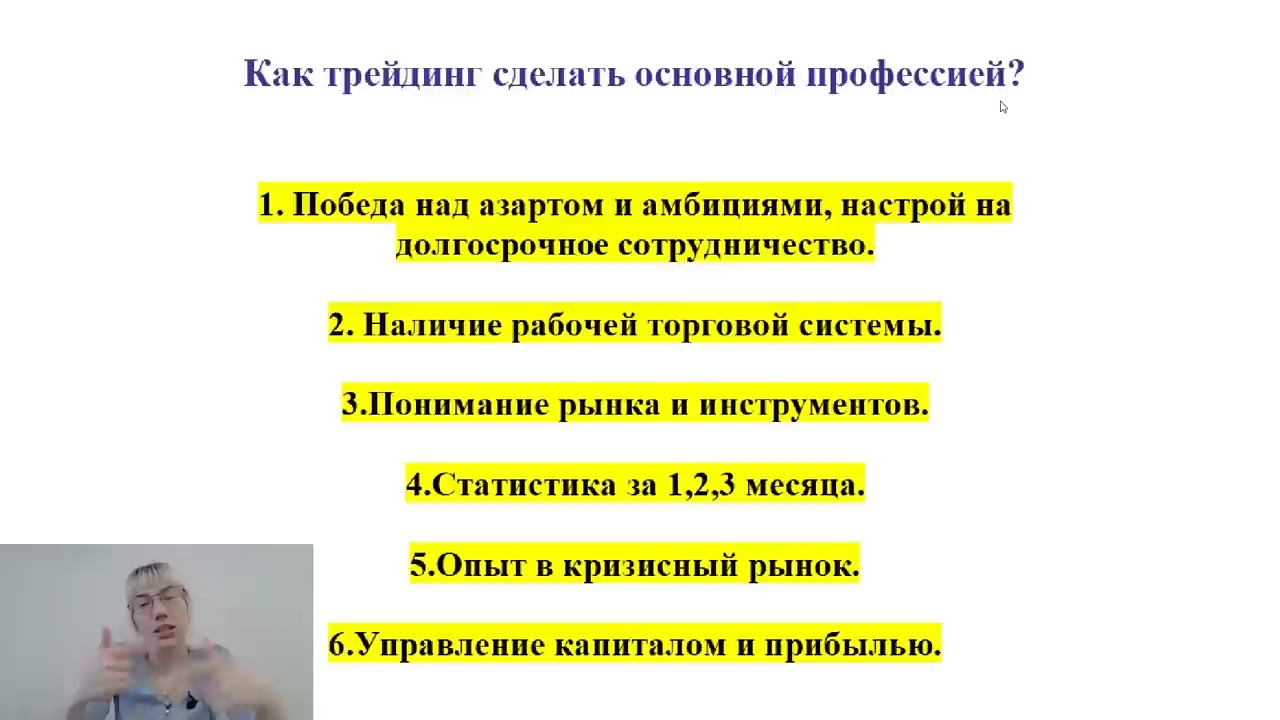 Как трейдинг сделать основной профессией?
1. Победа над азартом и амбициями, настрой на
долгосрочное сотрудничество.
2. Наличие рабочей торговой системы.
3.Понимание рынка и инструментов.
4.Статистика за 1,2,3 месяца.
5.Опыт в кризисный рынок.
6.Управление капиталом и прибылью.